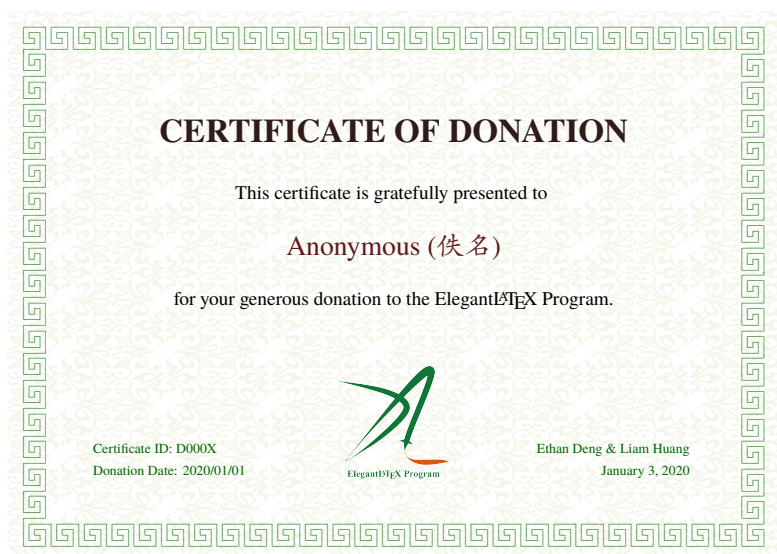 CERTIFICATE OF DONATION
This certificate is gratefully presented to
Anonymous (佚名)
for your generous donation to the ElegantLATEX Program.
ElegantLATEX Program
Certificate ID: D000X
Donation Date: 2020/01/01
Ethan Deng & Liam Huang
January 3, 2020